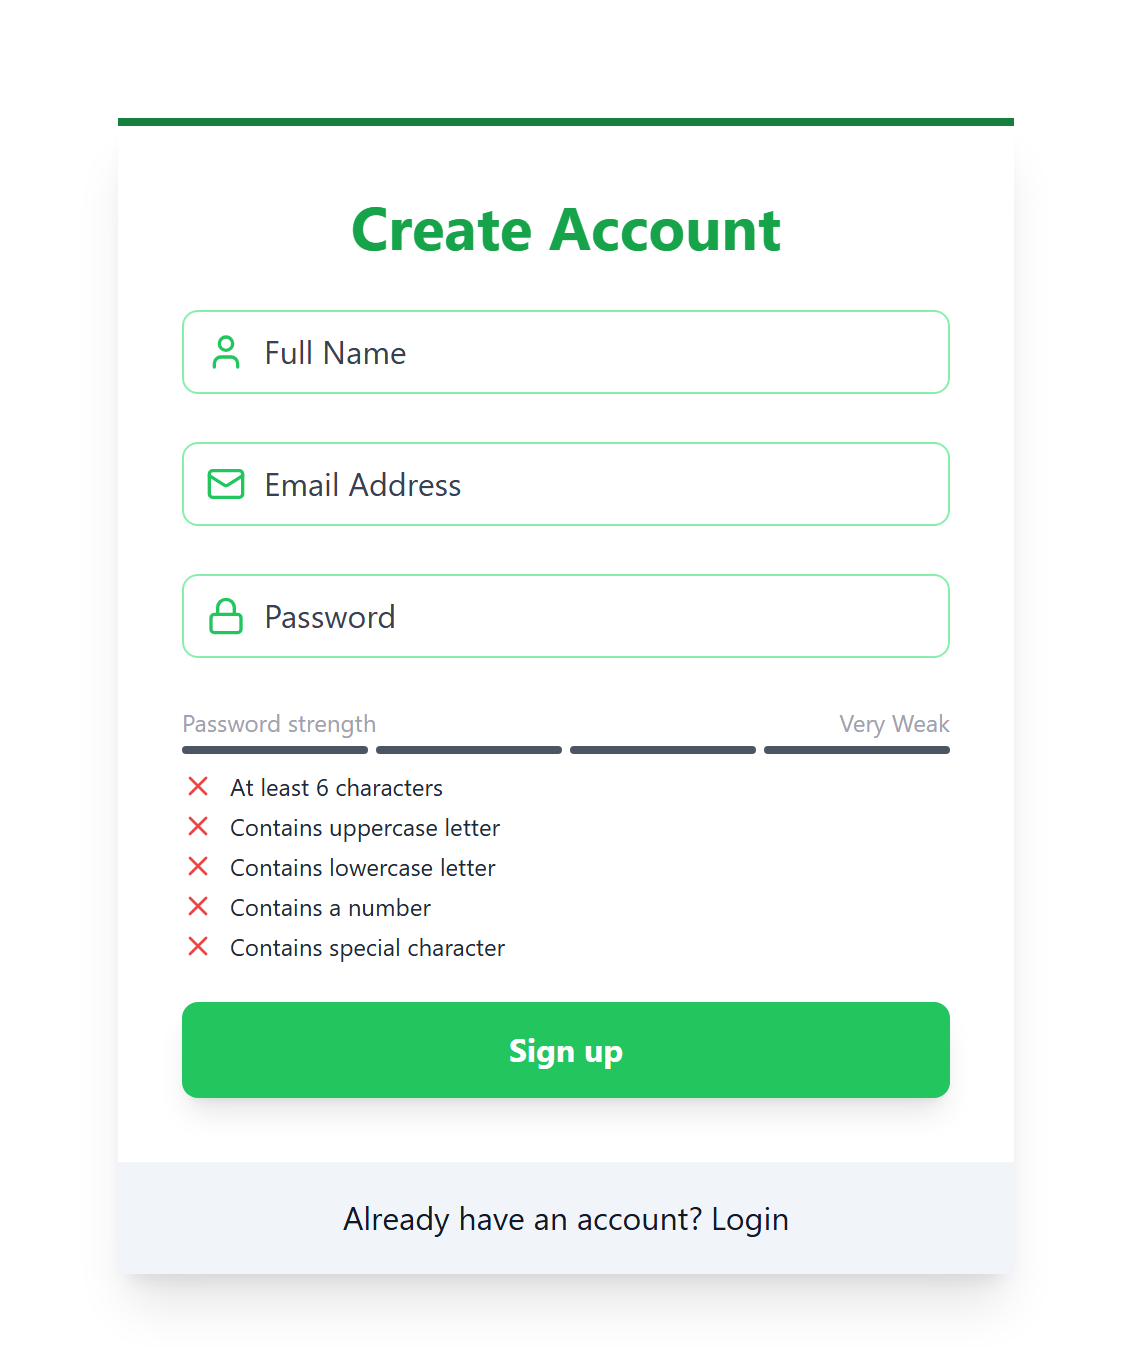 Create Account
Full Name
Email Address
Password
Password strength Very Weak
At least 6 characters
Contains uppercase letter
Contains lowercase letter
Contains a number
Contains special character
Sign up
Already have an account? Login